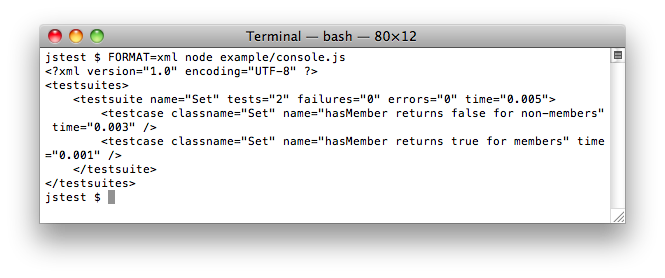 Terminal — bash — 80×12
jstest $ FORMAT=xml node example/console.js
<?xml version="1.0" encoding="UTF-8" ?>
<testsuites>
    <testsuite name="Set" tests="2" failures="0" errors="0" time="0.005">
        <testcase classname="Set" name="hasMember returns false for non-members"
 time="0.003" />
        <testcase classname="Set" name="hasMember returns true for members" time
="0.001" />
    </testsuite>
</testsuites>
jstest $